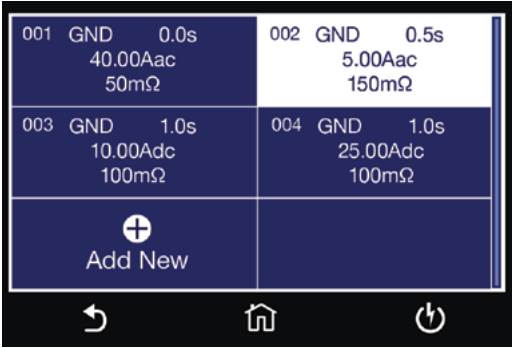 001 GND 0.0s
40.00Aac
50mΩ
002 GND 0.5s
5.00Aac
150mΩ
003 GND 1.0s
10.00Adc
100mΩ
004 GND 1.0s
25.00Adc
100mΩ
Add New